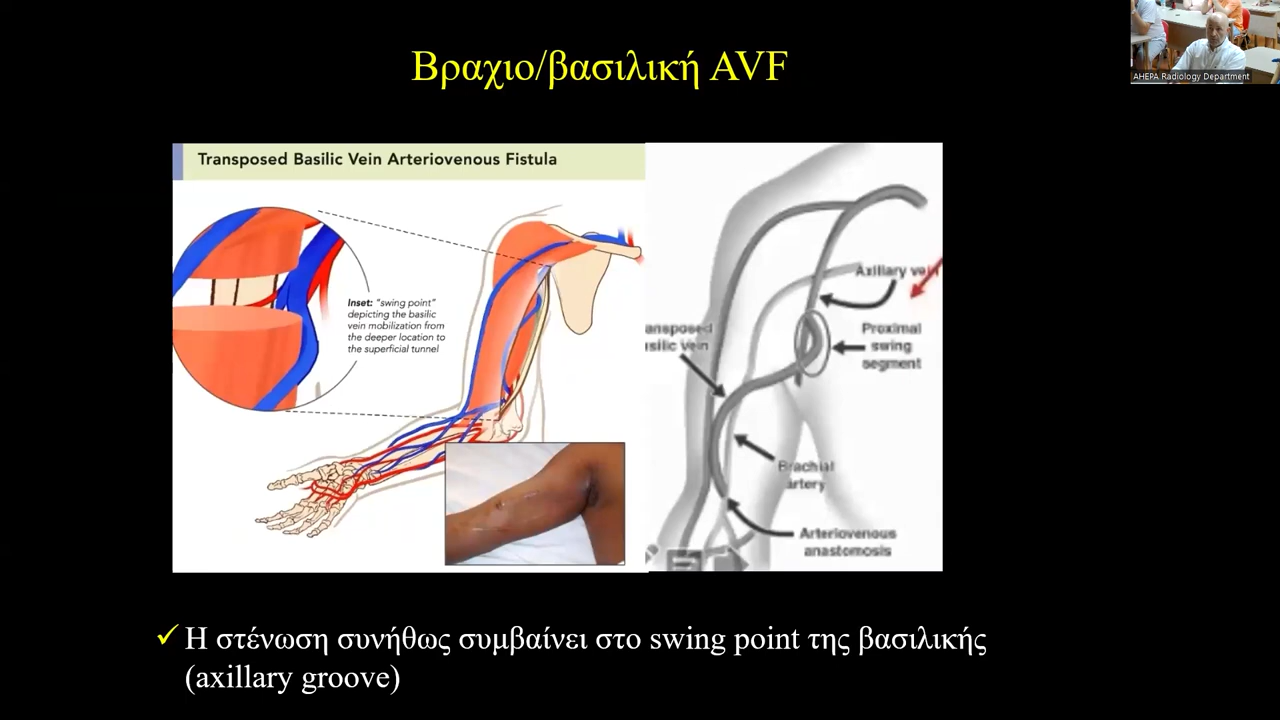 Βραχιο/βασιλική AVF
AHEPA Radiology Department
Transposed Basilic Vein Arteriovenous Fistula
Inset: "swing point"
depicting the basilic
vein mobilization from
the deeper location to
the superficial tunnel
Axillary vein
ansposed
silic vein
Proximal
swing
segment
Brachial
artery
Arteriovenous
anastomosis
✓ Η στένωση συνήθως συμβαίνει στο swing point της βασιλικής
(axillary groove)